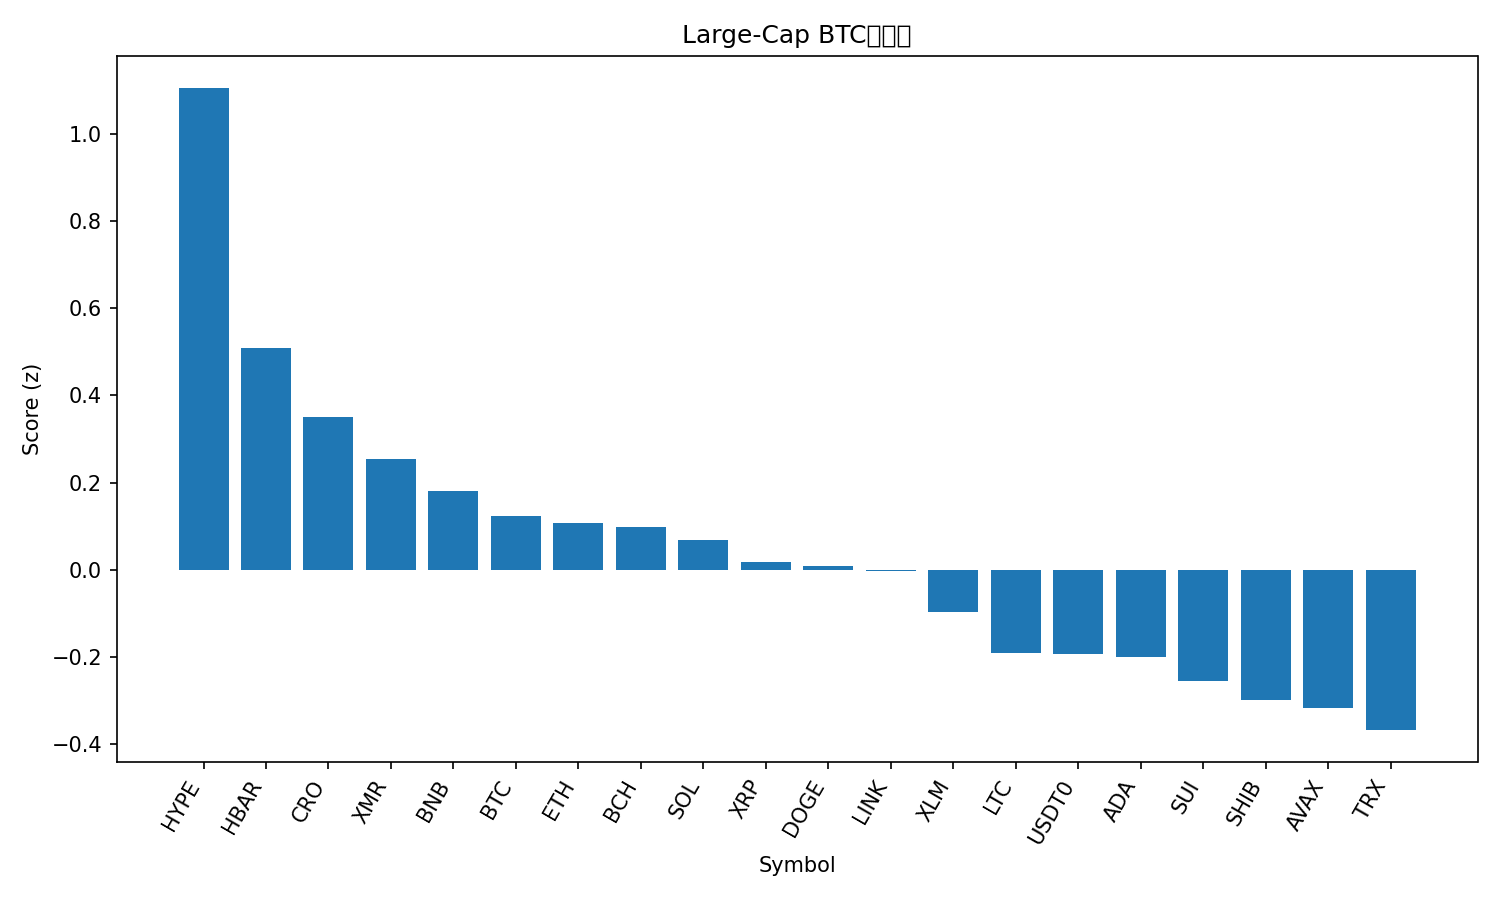 Large-Cap BTC
Score (z)
1.0
0.8
0.6
0.4
0.2
0.0
−0.2
−0.4
HYPE
HBAR
CRO
XMR
BNB
BTC
ETH
BCH
SOL
XRP
DOGE
LINK
XLM
LTC
USDT0
ADA
SUI
SHIB
AVAX
TRX
Symbol